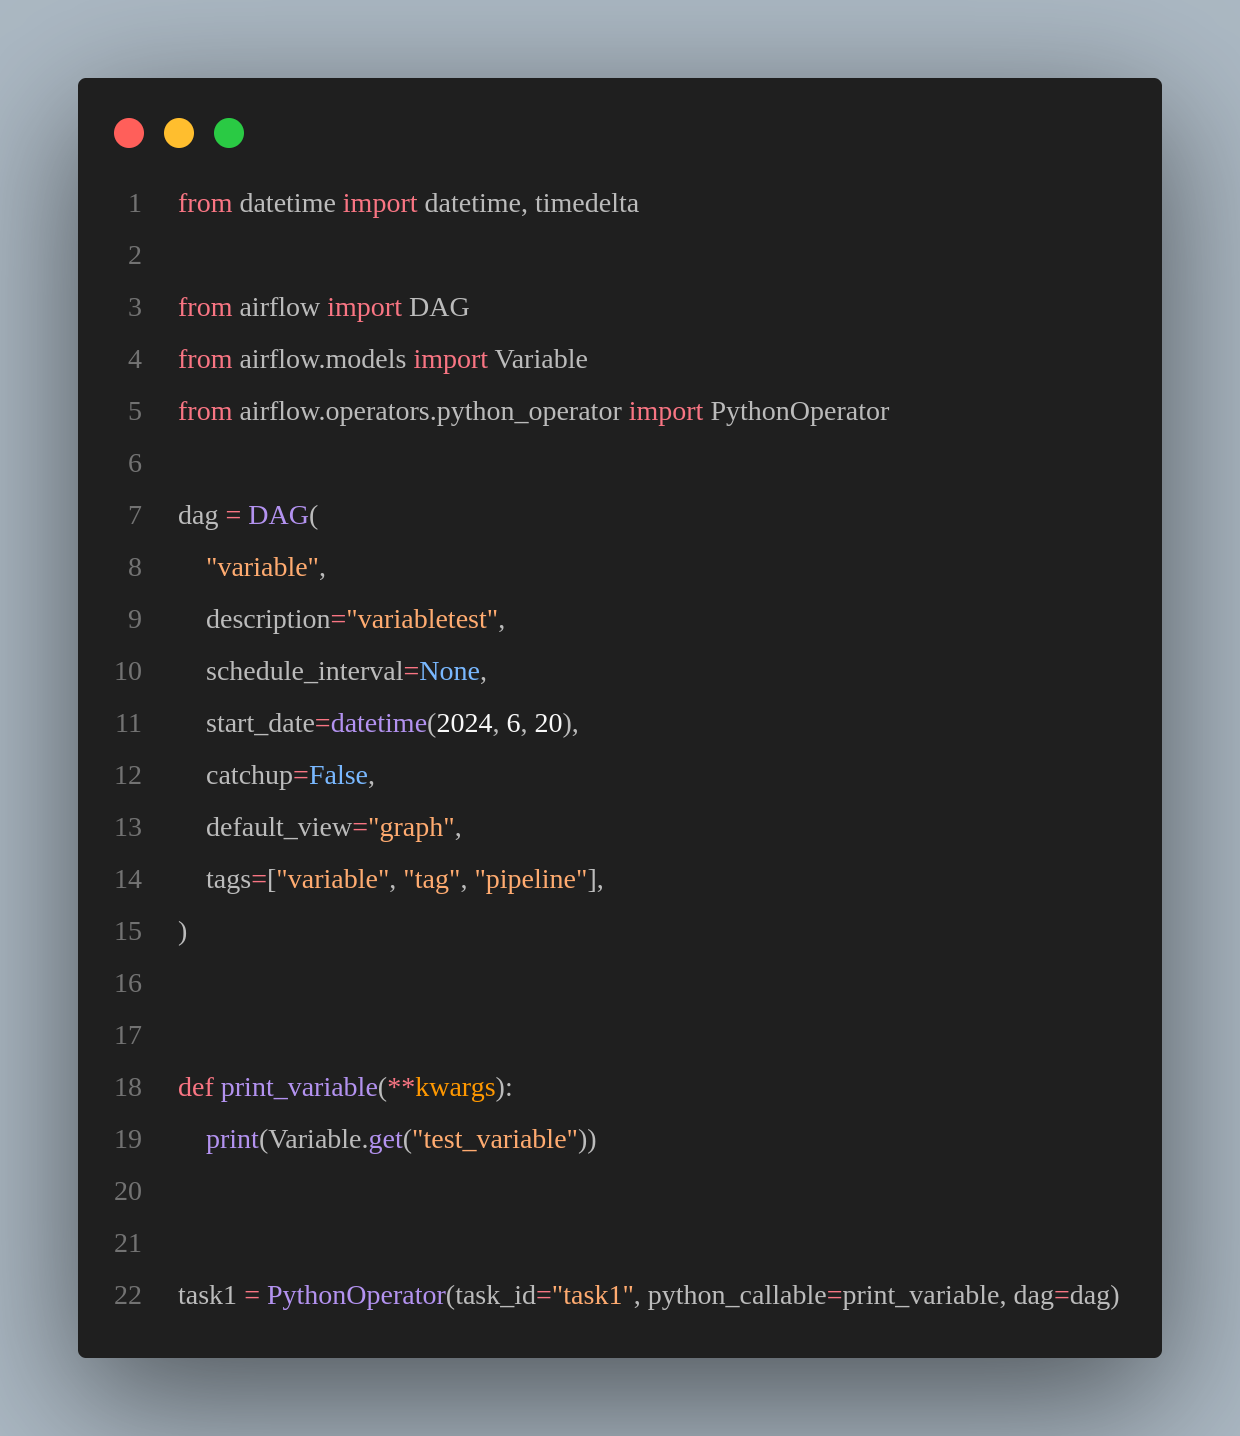 1 from datetime import datetime, timedelta
2
3 from airflow import DAG
4 from airflow.models import Variable
5 from airflow.operators.python_operator import PythonOperator
6
7 dag = DAG(
8     "variable",
9     description="variabletest",
10     schedule_interval=None,
11     start_date=datetime(2024, 6, 20),
12     catchup=False,
13     default_view="graph",
14     tags=["variable", "tag", "pipeline"],
15 )
16
17
18 def print_variable(**kwargs):
19     print(Variable.get("test_variable"))
20
21
22 task1 = PythonOperator(task_id="task1", python_callable=print_variable, dag=dag)